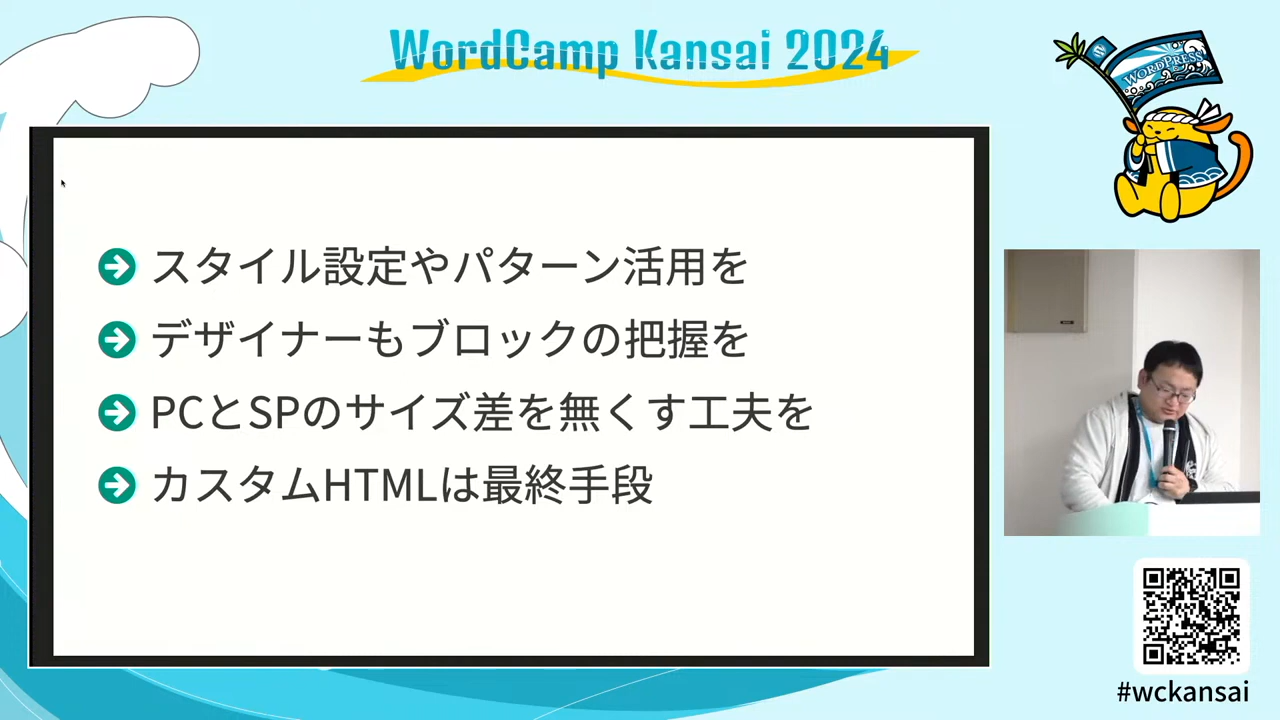 WordCamp Kansai 2024
WORDPRESS
スタイル設定やパターン活用を
デザイナーもブロックの把握を
PCとSPのサイズ差を無くす工夫を
カスタムHTMLは最終手段
#wckansai